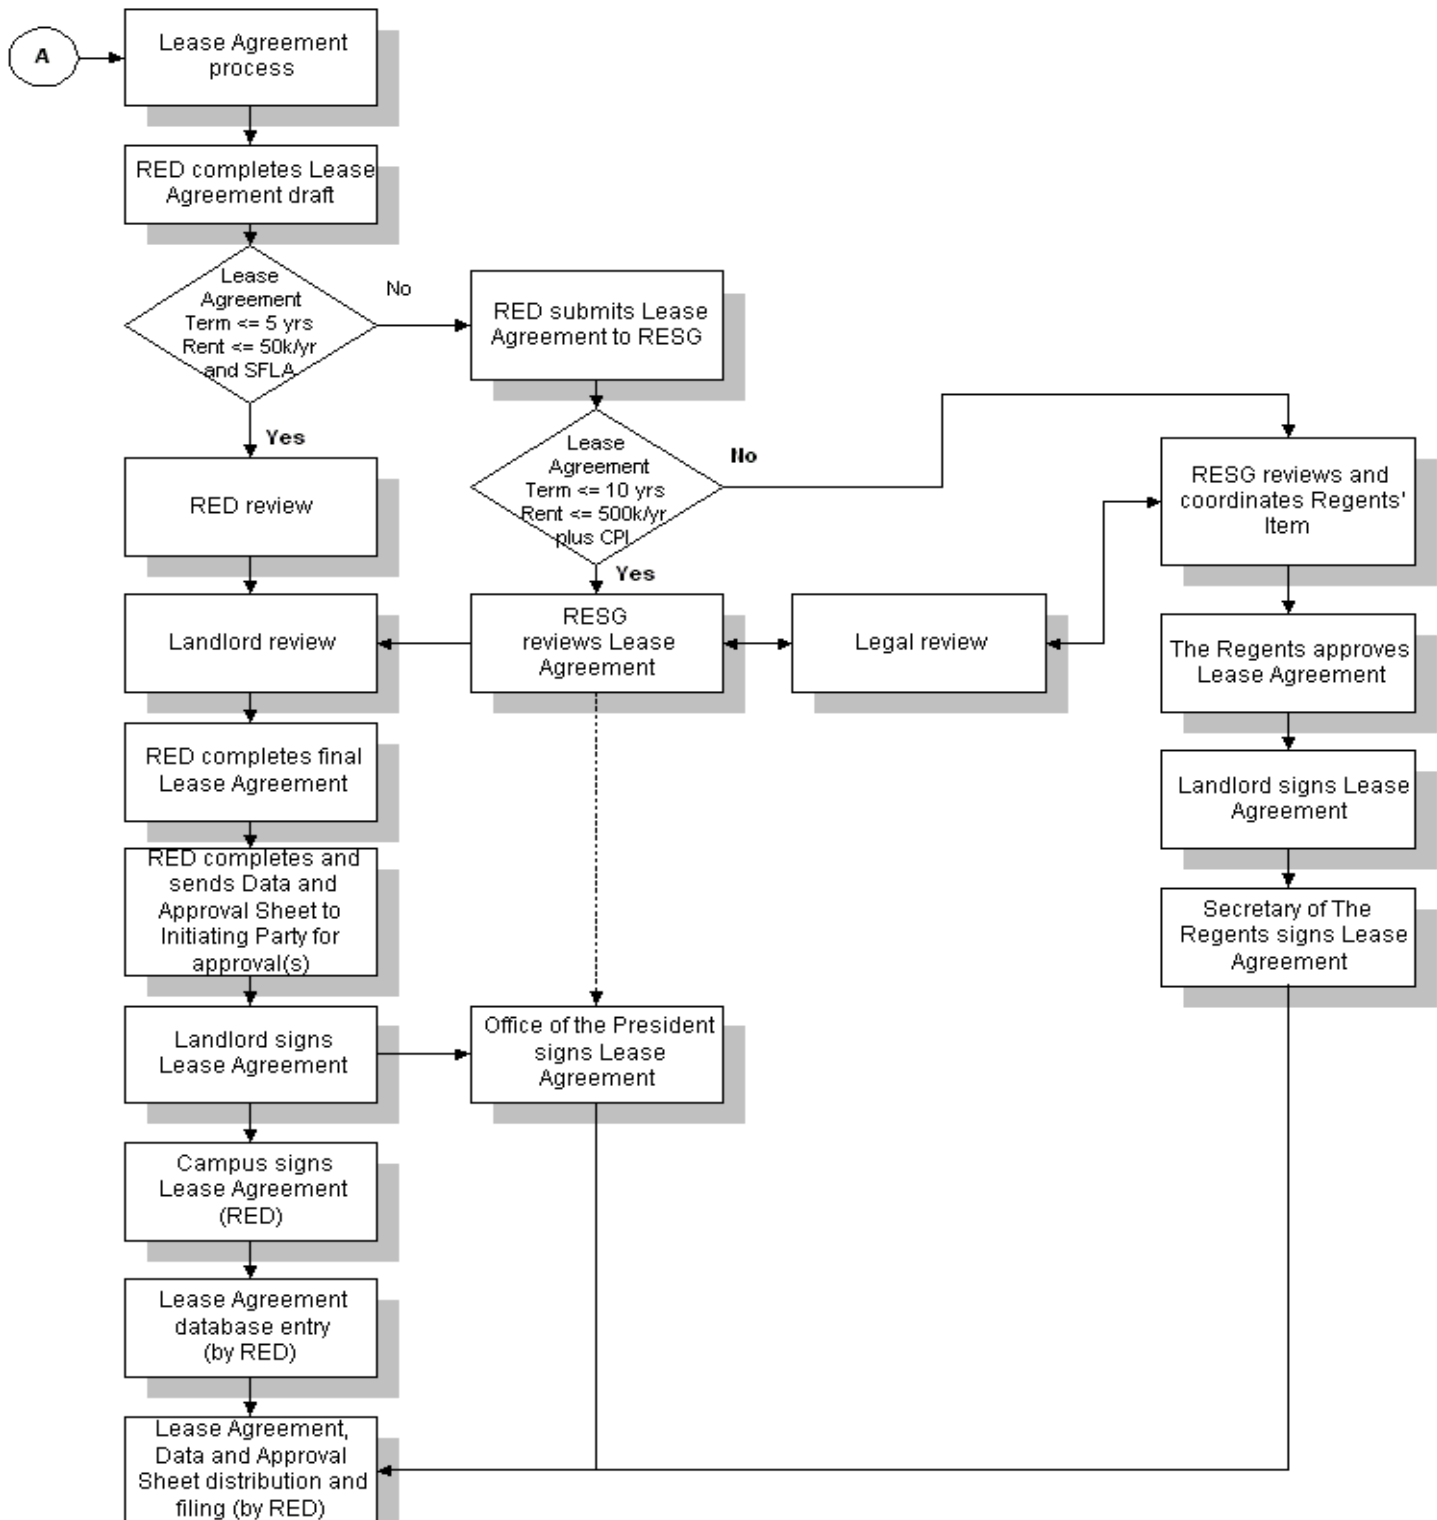 A
Lease Agreement
process
RED completes Lease
Agreement draft
Lease
Agreement
Term <= 5 yrs
Rent <= 50k/yr
and SFLA
No
RED submits Lease
Agreement to RESG
Yes
Lease
Agreement
Term <= 10 yrs
Rent <= 500k/yr
plus CPI
No
RESG reviews and
coordinates Regents'
Item
RED review
Yes
Landlord review
RESG
reviews Lease
Agreement
Legal review
The Regents approves
Lease Agreement
RED completes final
Lease Agreement
Landlord signs Lease
Agreement
RED completes and
sends Data and
Approval Sheet to
Initiating Party for
approval(s)
Secretary of The
Regents signs Lease
Agreement
Landlord signs
Lease Agreement
Office of the President
signs Lease
Agreement
Campus signs
Lease Agreement
(RED)
Lease Agreement
database entry
(by RED)
Lease Agreement,
Data and Approval
Sheet distribution and
filing (by RED)